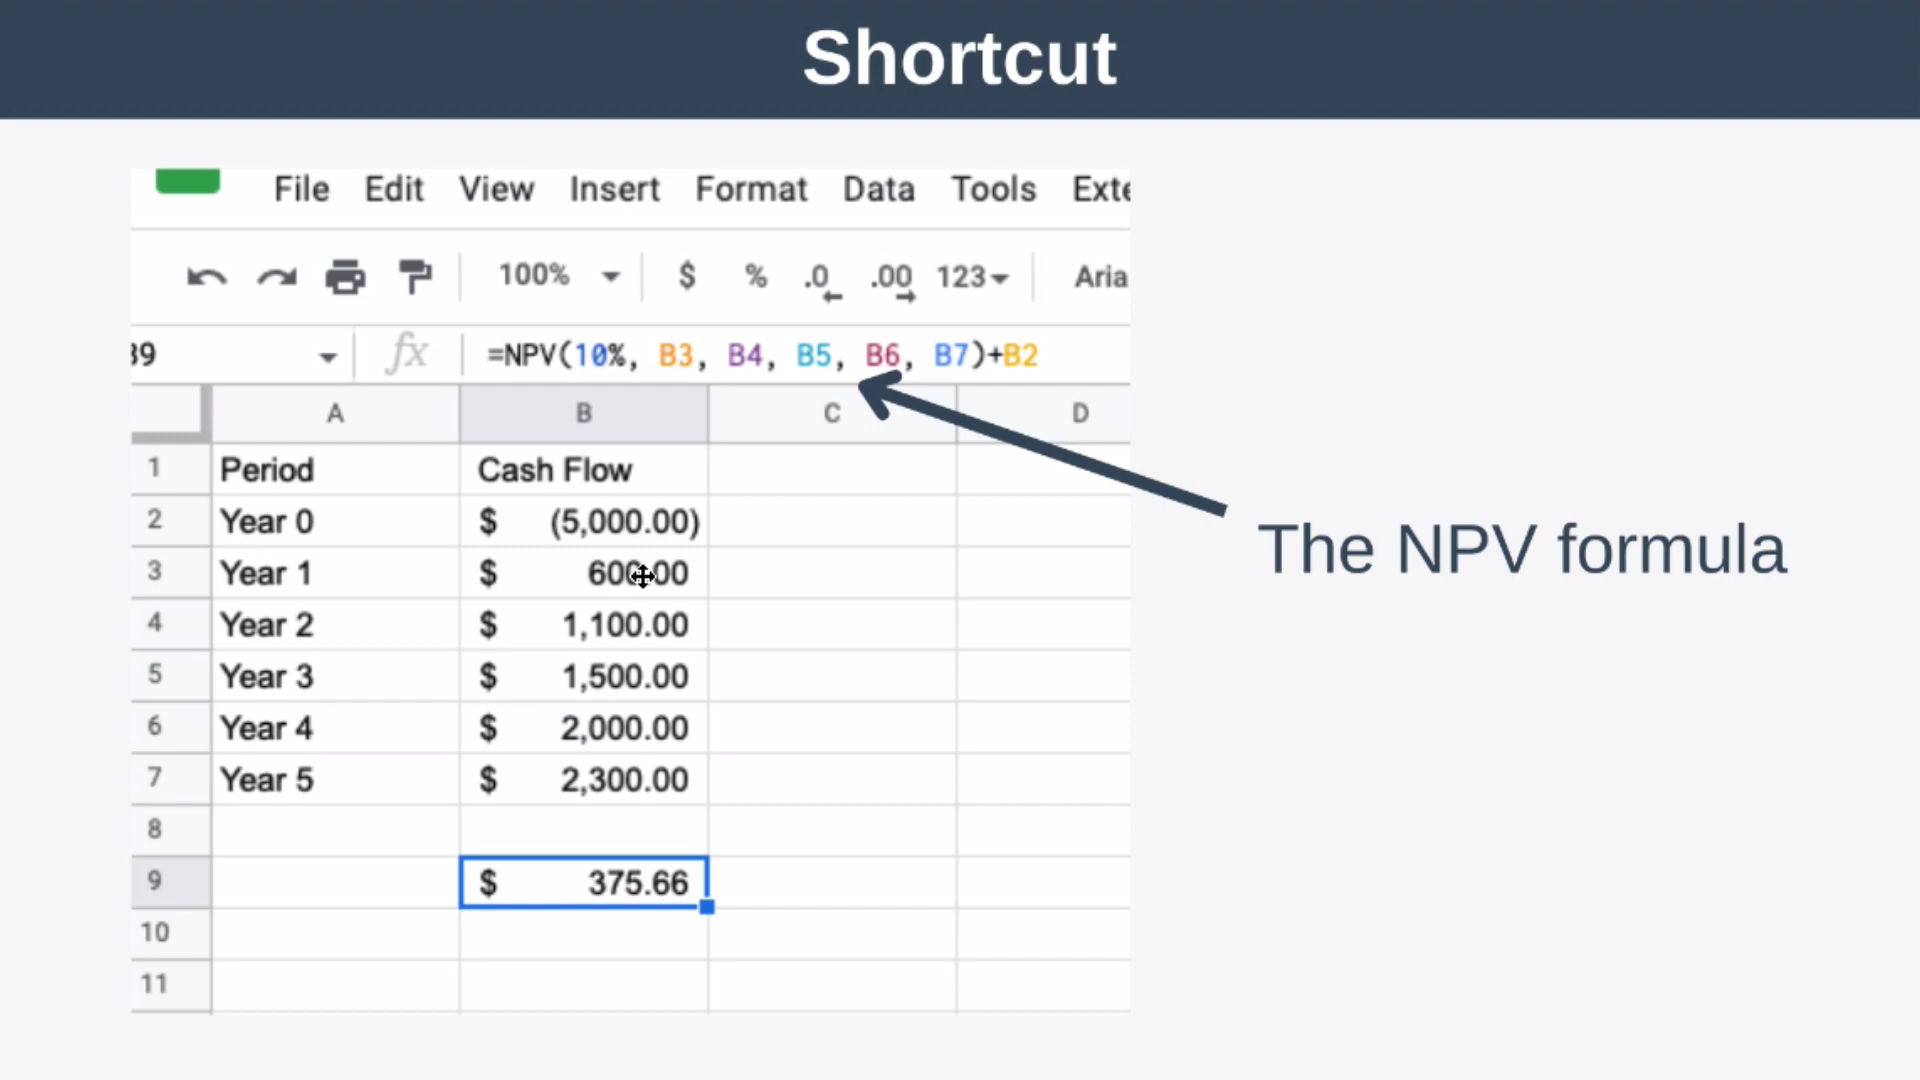 Shortcut
File Edit View Insert Format Data Tools Exte
100% $ % .0 .00 123 Aria
39 fx =NPV(10%, B3, B4, B5, B6, B7)+B2
A B C D
1 Period Cash Flow
2 Year 0 $ (5,000.00)
3 Year 1 $ 600.00
4 Year 2 $ 1,100.00
5 Year 3 $ 1,500.00
6 Year 4 $ 2,000.00
7 Year 5 $ 2,300.00
8
9 $ 375.66
10
11
The NPV formula